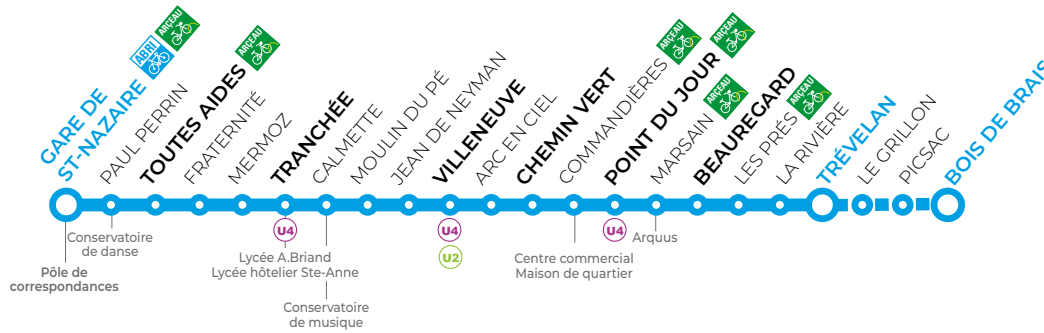 GARE DE
ST-NAZAIRE
ABRI
ARCEAU
PAUL PERRIN
TOUTES AIDES
ARCEAU
FRATERNITÉ
MERMOZ
TRANCHÉE
CALMETTE
MOULIN DU PÉ
JEAN DE NEYMAN
VILLENEUVE
ARC EN CIEL
CHEMIN VERT
COMMANDIÈRES
ARCEAU
POINT DU JOUR
ARCEAU
MARSAIN
ARCEAU
BEAUREGARD
LES PRÉS
ARCEAU
LA RIVIÈRE
TRÉVELAN
LE GRILLON
PICSAC
BOIS DE BRAIS
Conservatoire
de danse
Pôle de
correspondances
U4
Lycée A.Briand
Lycée hôtelier Ste-Anne
Conservatoire
de musique
U4
U2
Centre commercial
Maison de quartier
U4
Arquus